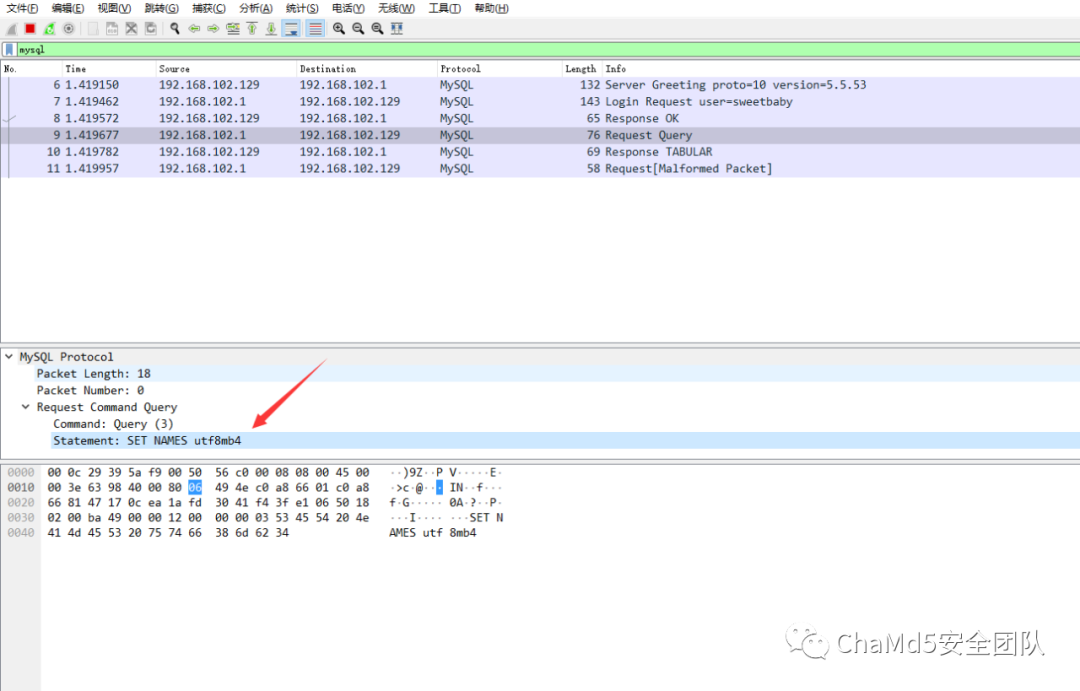 文件(F) 编辑(E) 视图(V) 跳转(G) 捕获(C) 分析(A) 统计(S) 电话(Y) 无线(W) 工具(T) 帮助(H)
mysql
No. Time Source Destination Protocol Length Info
6 1.419150 192.168.102.129 192.168.102.1 MySQL 132 Server Greeting proto=10 version=5.5.53
7 1.419462 192.168.102.1 192.168.102.129 MySQL 143 Login Request user=sweetbaby
8 1.419572 192.168.102.129 192.168.102.1 MySQL 65 Response OK
9 1.419677 192.168.102.1 192.168.102.129 MySQL 76 Request Query
10 1.419782 192.168.102.129 192.168.102.1 MySQL 69 Response TABULAR
11 1.419957 192.168.102.1 192.168.102.129 MySQL 58 Request[Malformed Packet]
MySQL Protocol
Packet Length: 18
Packet Number: 0
Request Command Query
Command: Query (3)
Statement: SET NAMES utf8mb4
0000 00 0c 29 39 5a f9 00 50 56 c0 00 08 08 00 45 00 ··)9Z··P V·····E·
0010 00 3e 63 98 40 00 80 06 49 4e c0 a8 66 01 c0 a8 ·>c·@··· IN··f···
0020 66 81 47 17 0c ea 1a fd 30 41 f4 3f e1 06 50 18 f·G····· 0A·?··P·
0030 02 00 ba 49 00 00 12 00 00 00 03 53 45 54 20 4e ···I···· ···SET N
0040 41 4d 45 53 20 75 74 66 38 6d 62 34 AMES utf 8mb4
ChaMd5安全团队